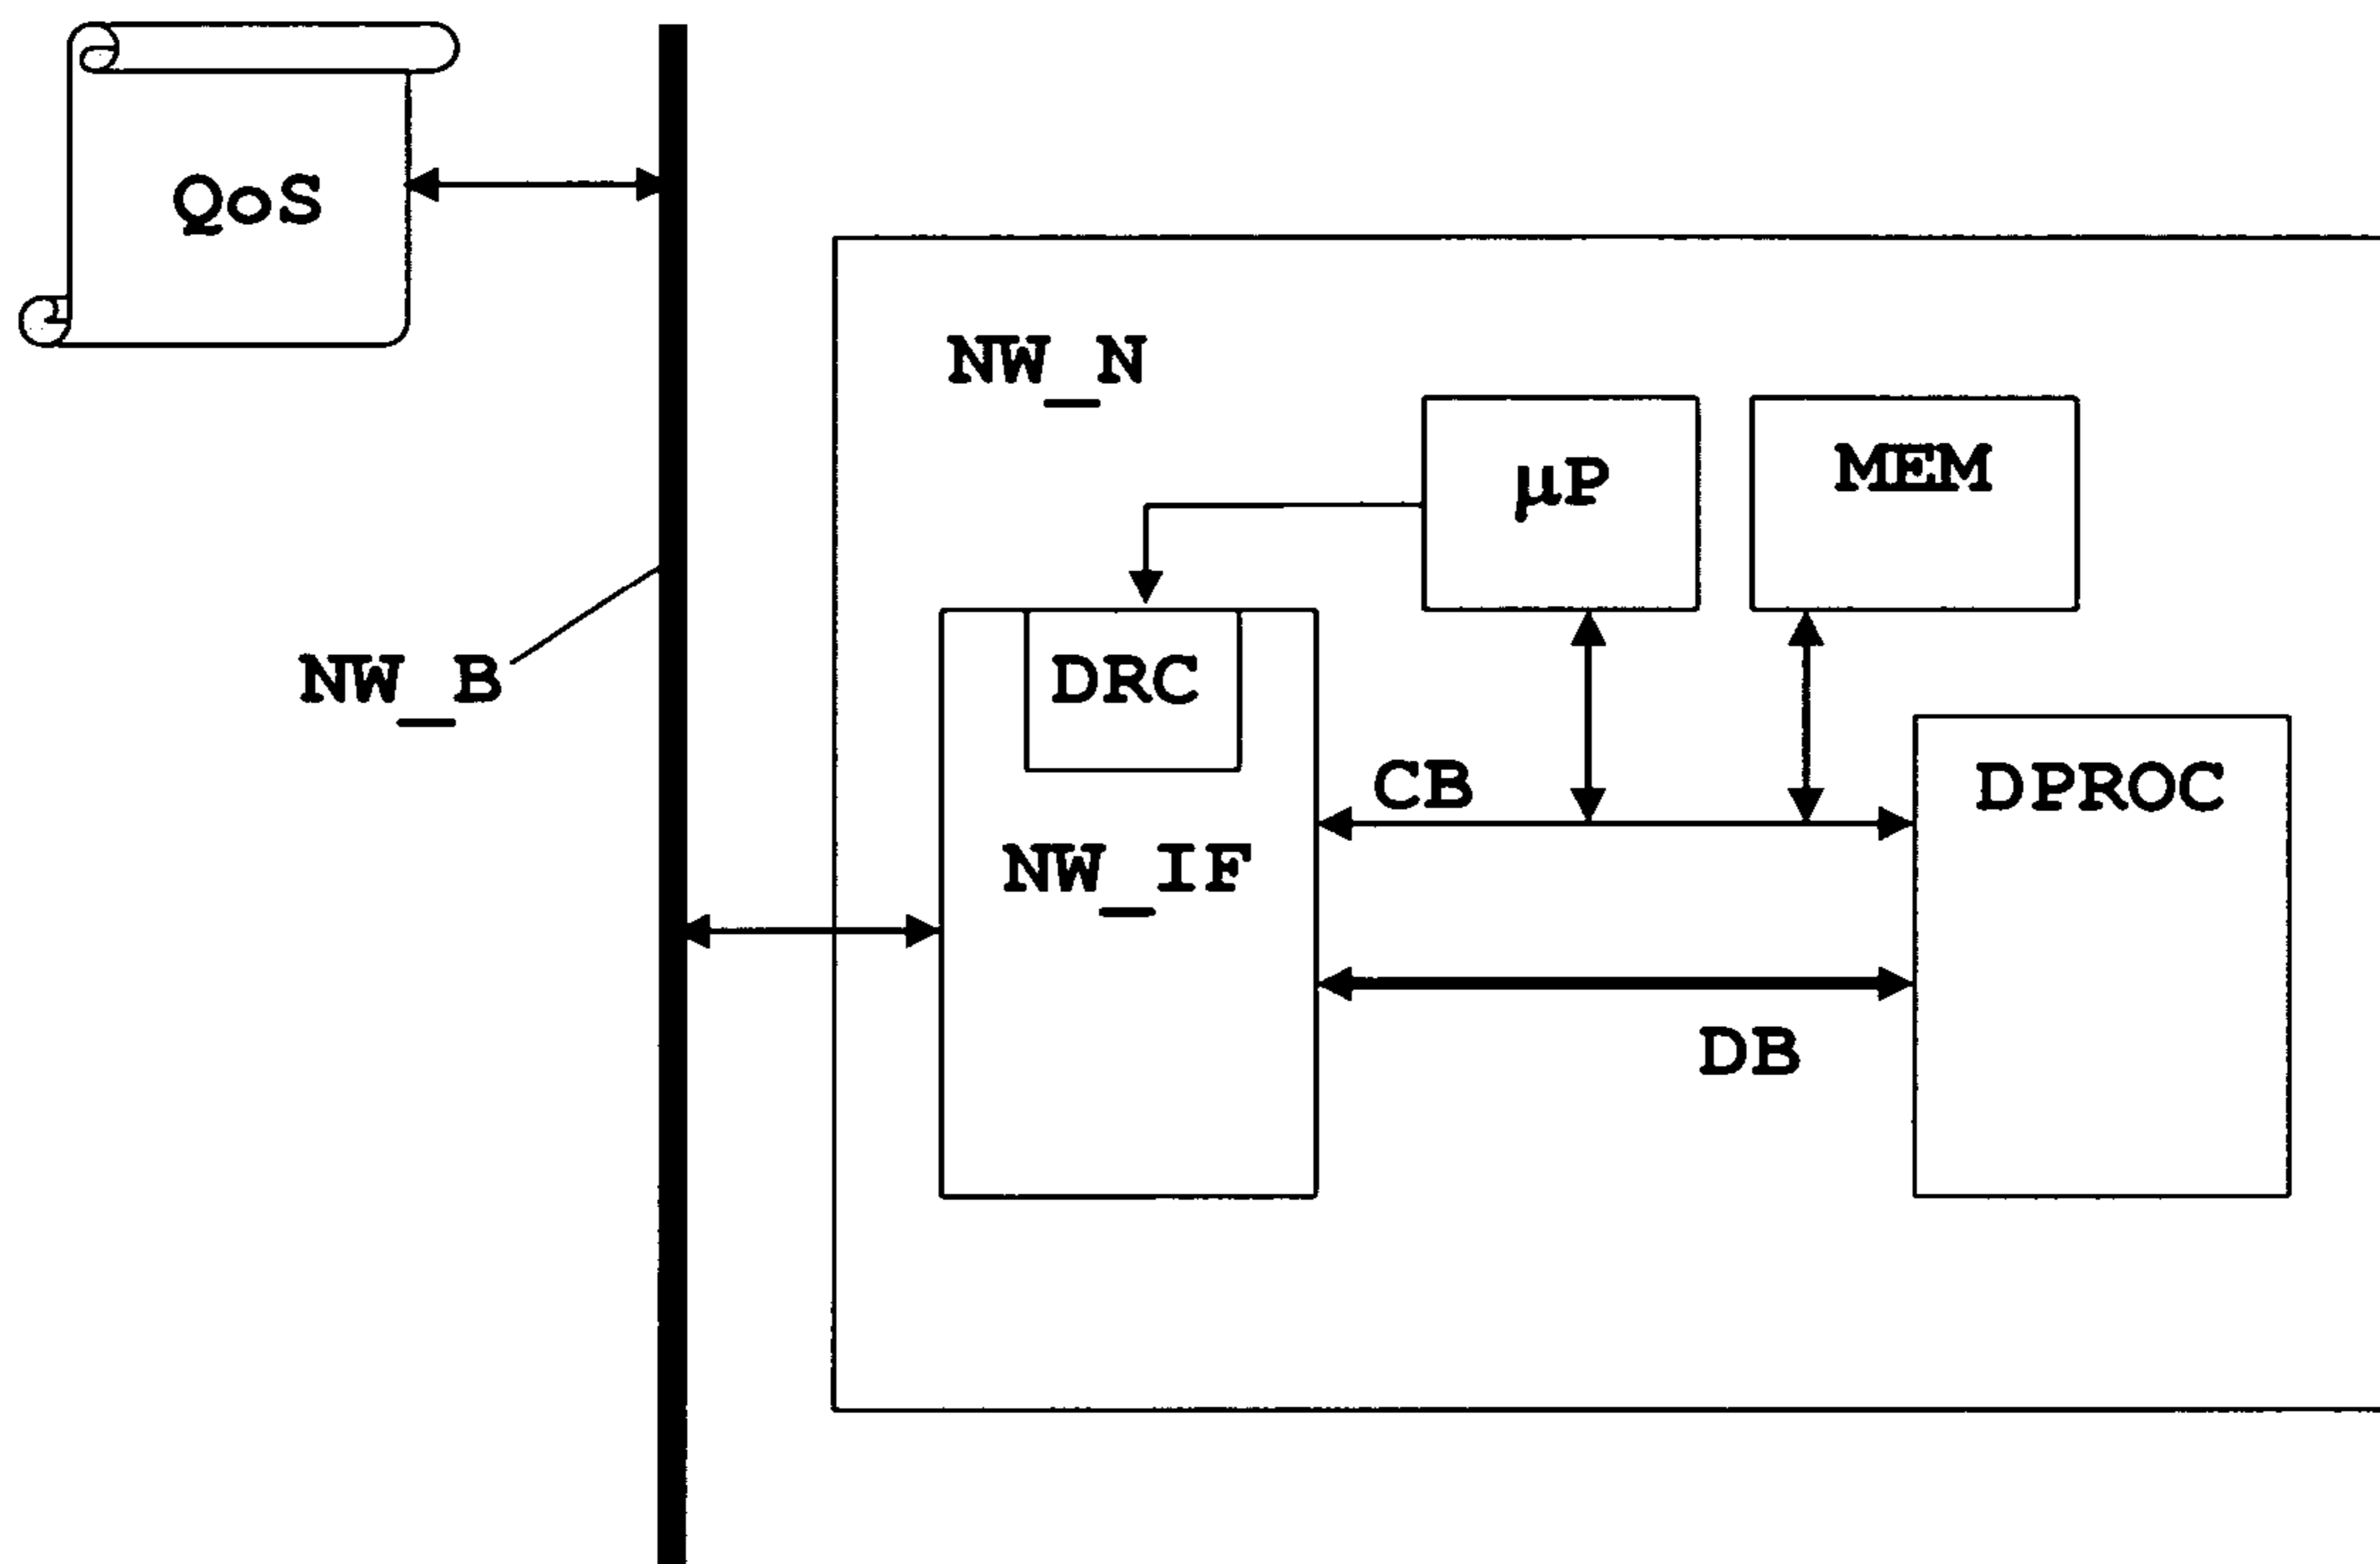 QoS
NW_N
µP
MEM
NW_B
DRC
CB
DPROC
NW_IF
DB